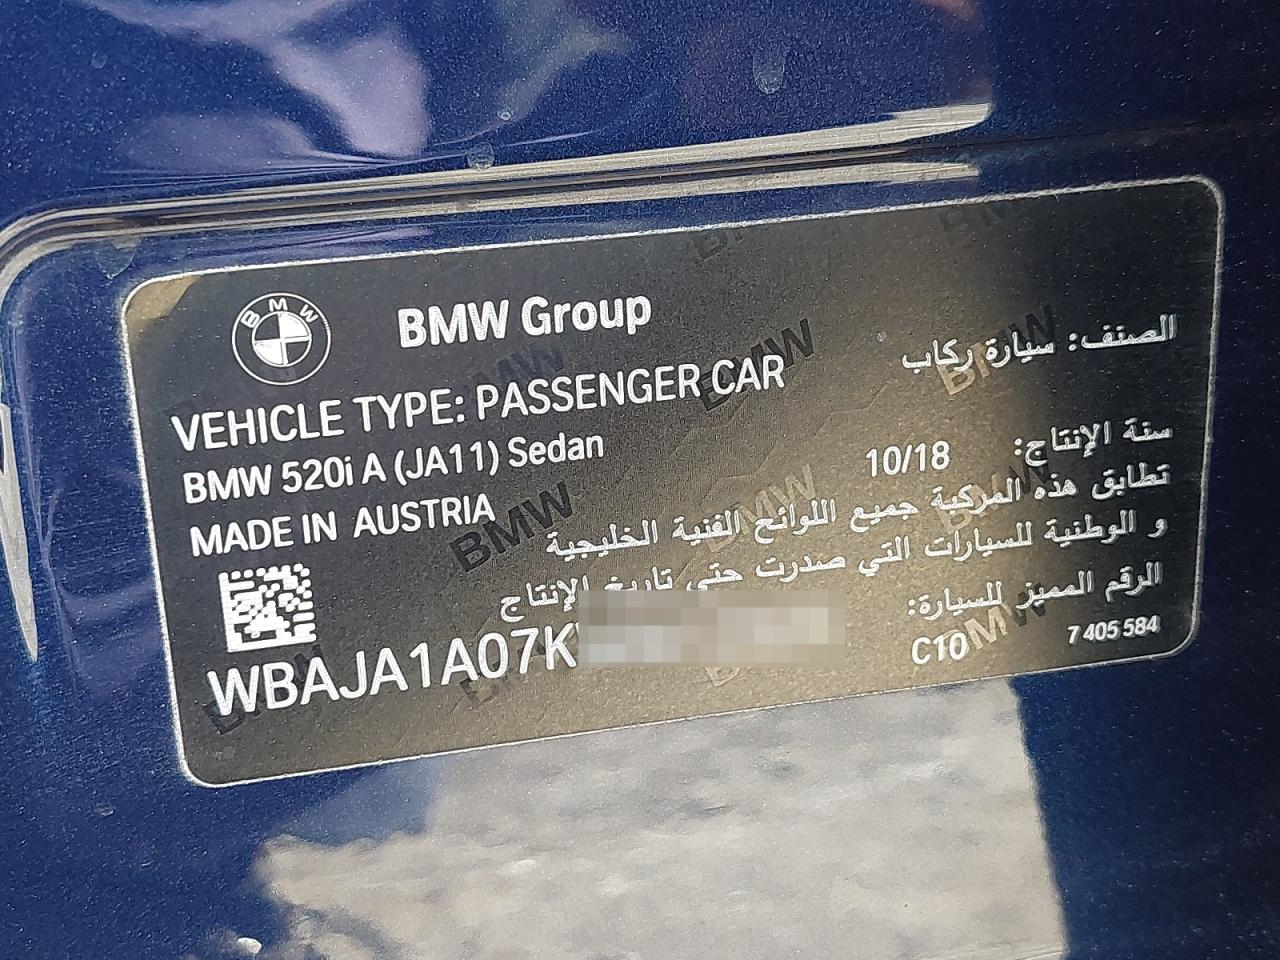 BMW
BMW Group
VEHICLE TYPE: PASSENGER CAR
الصنف: سيارة ركاب
BMW 520i A (JA11) Sedan
سنة الإنتاج: 10/18
MADE IN AUSTRIA
تطابق هذه المركبة جميع اللوائح الفنية الخليجية
و الوطنية للسيارات التي صدرت حتى تاريخ الإنتاج
الرقم المميز للسيارة:
WBAJA1A07K
C10
7 405 584